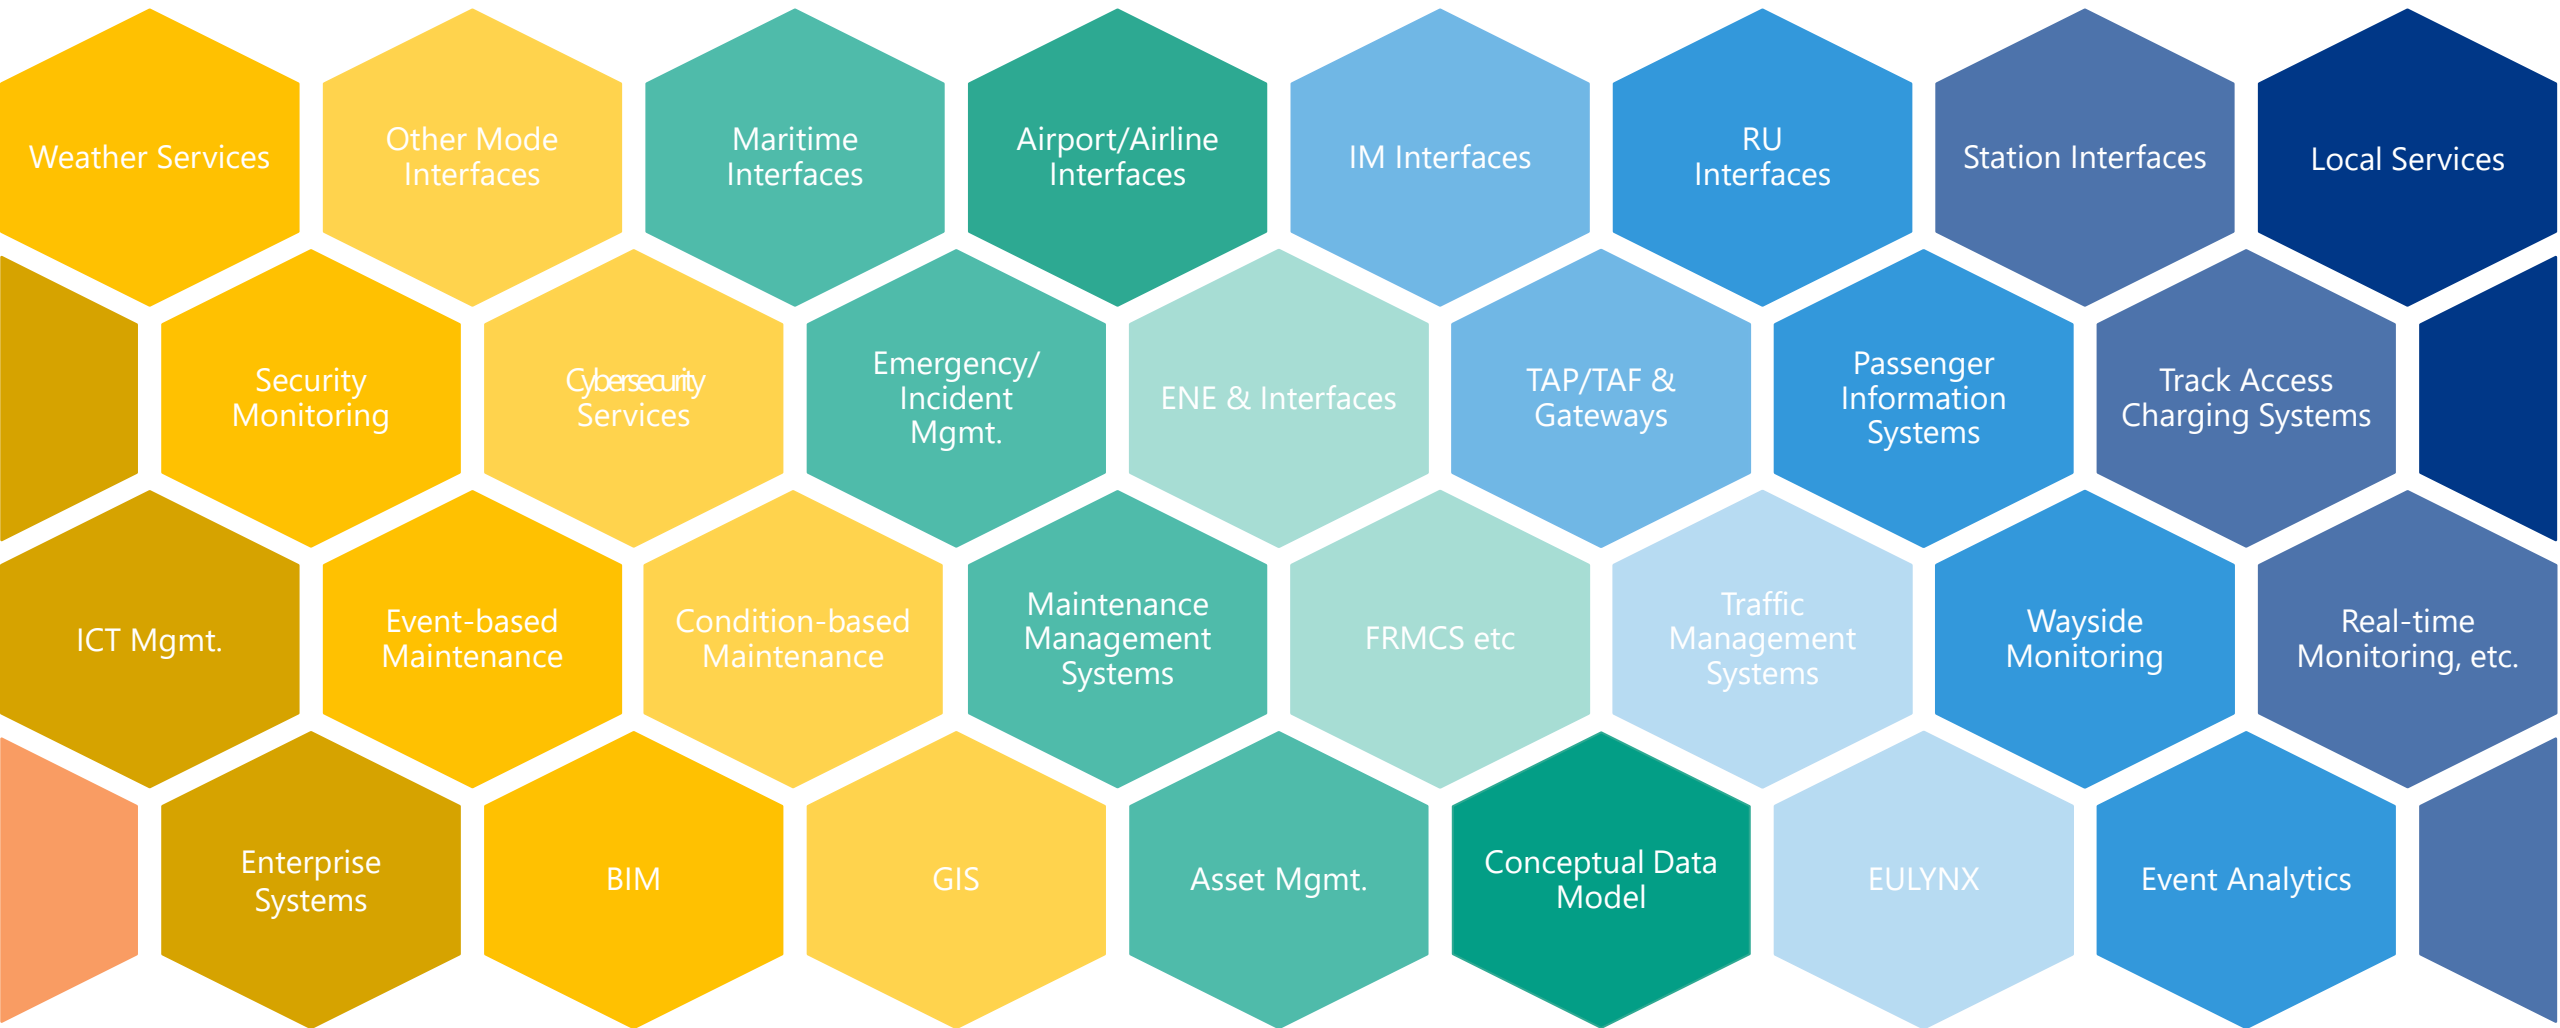 Weather Services
Other Mode
Interfaces
Maritime
Interfaces
Airport/Airline
Interfaces
IM Interfaces
RU
Interfaces
Station Interfaces
Local Services
Security
Monitoring
Cybersecurity
Services
Emergency/
Incident
Mgmt.
ENE & Interfaces
TAP/TAF &
Gateways
Passenger
Information
Systems
Track Access
Charging Systems
ICT Mgmt.
Event-based
Maintenance
Condition-based
Maintenance
Maintenance
Management
Systems
FRMCS etc
Traffic
Management
Systems
Wayside
Monitoring
Real-time
Monitoring, etc.
Enterprise
Systems
BIM
GIS
Asset Mgmt.
Conceptual Data
Model
EULYNX
Event Analytics